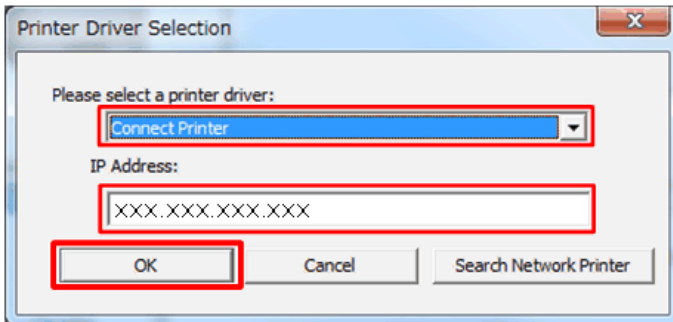 Printer Driver Selection
Please select a printer driver:
Connect Printer
IP Address:
XXX.XXX.XXX.XXX
OK Cancel Search Network Printer